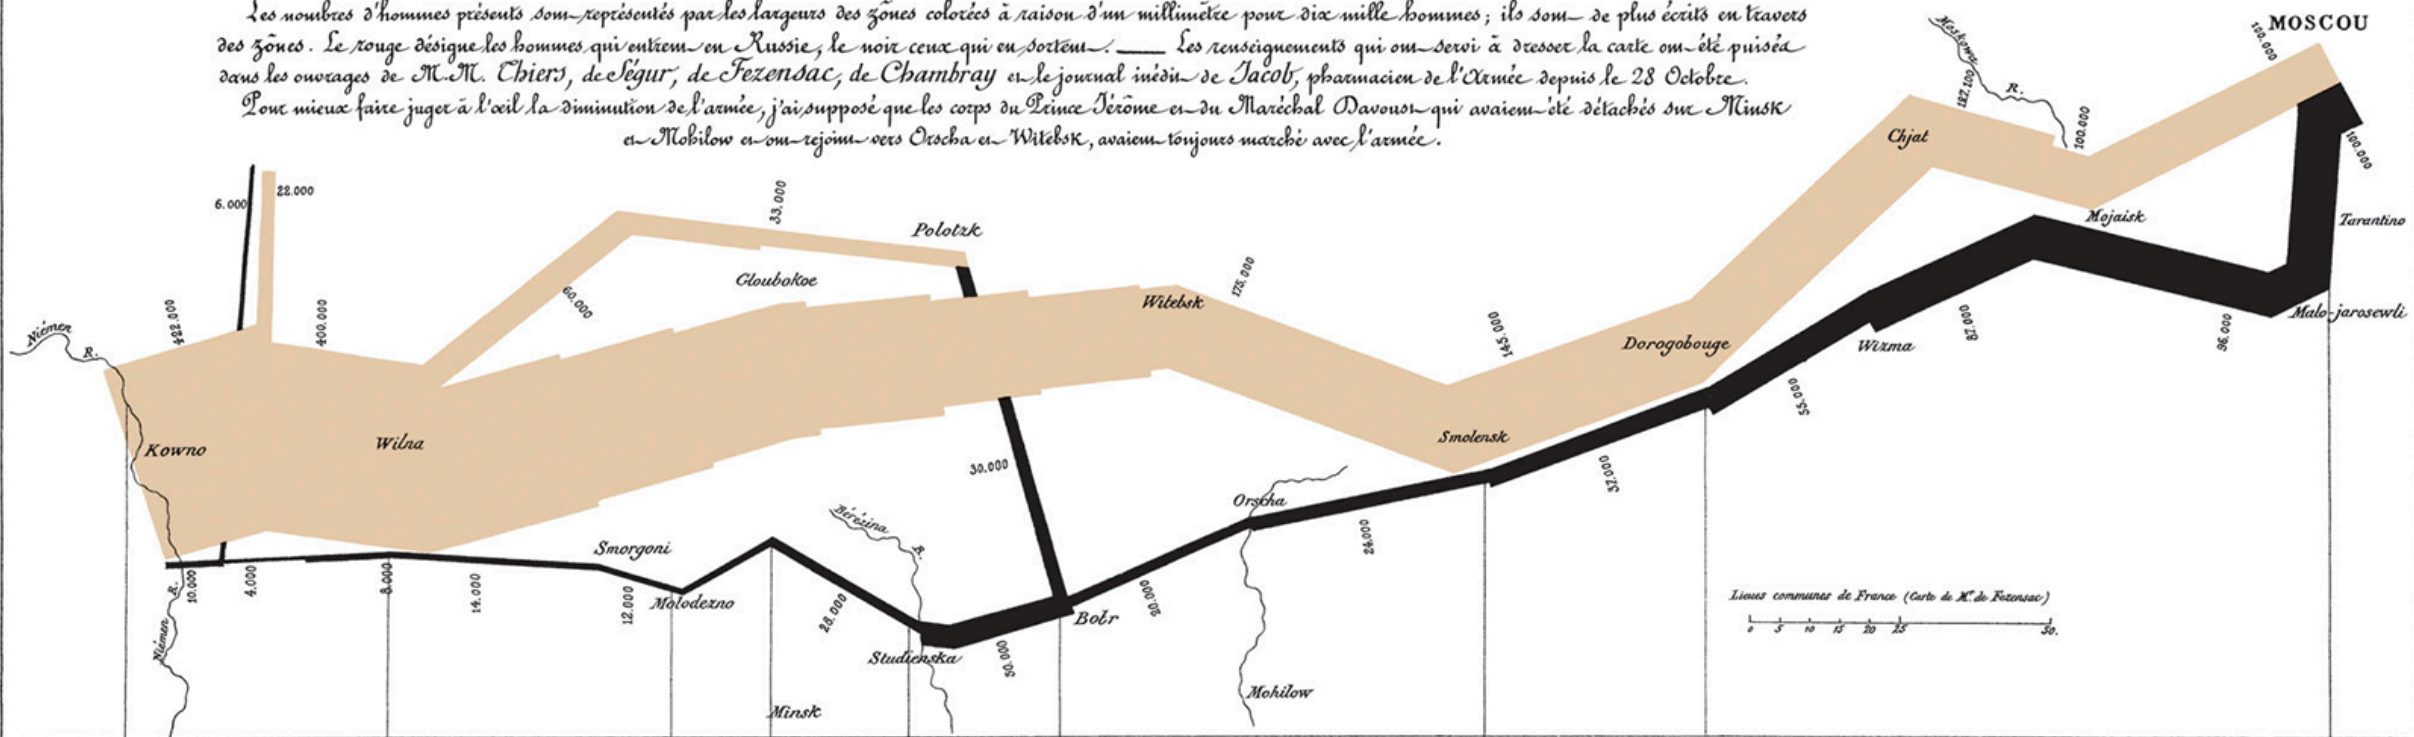 Les nombres d'hommes présents sont représentés par les largeurs des zônes colorées à raison d'un millimètre pour dix mille hommes; ils sont de plus écrits en travers
des zônes. Le rouge désigne les hommes qui entrent en Russie, le noir ceux qui en sortent. — Les renseignements qui ont servi à dresser la carte ont été puisés
dans les ouvrages de M.M. Thiers, de Ségur, de Fezensac, de Chambray et le journal inédit de Jacob, pharmacien de l'Armée depuis le 28 Octobre.
Pour mieux faire juger à l'œil la diminution de l'armée, j'ai supposé que les corps du Prince Jérôme et du Maréchal Davoust qui avaient été détachés sur Minsk
et Mohilow et ont rejoint vers Orscha et Witebsk, avaient toujours marché avec l'armée.
MOSCOU
100.000
Moskowa
R.
127.100
100.000
100.000
Chjat
Mojaisk
Tarantino
Malo-jarosewli
6.000
22.000
33.000
Polotzk
Gloubokoe
60.000
Witebsk
175.000
Niémen
R.
422.000
400.000
Kowno
Wilna
145.000
Dorogobouge
Wizma
87.000
96.000
55.000
Smolensk
37.000
30.000
Orscha
24.000
Bérézina
R.
Smorgoni
10.000
R.
4.000
8.000
14.000
12.000
Molodezno
28.000
20.000
Bobr
Studienska
50.000
Niémen
Minsk
Mohilow
Lieues communes de France (Carte de Mr. de Fezensac)
0 5 10 15 20 25 50.